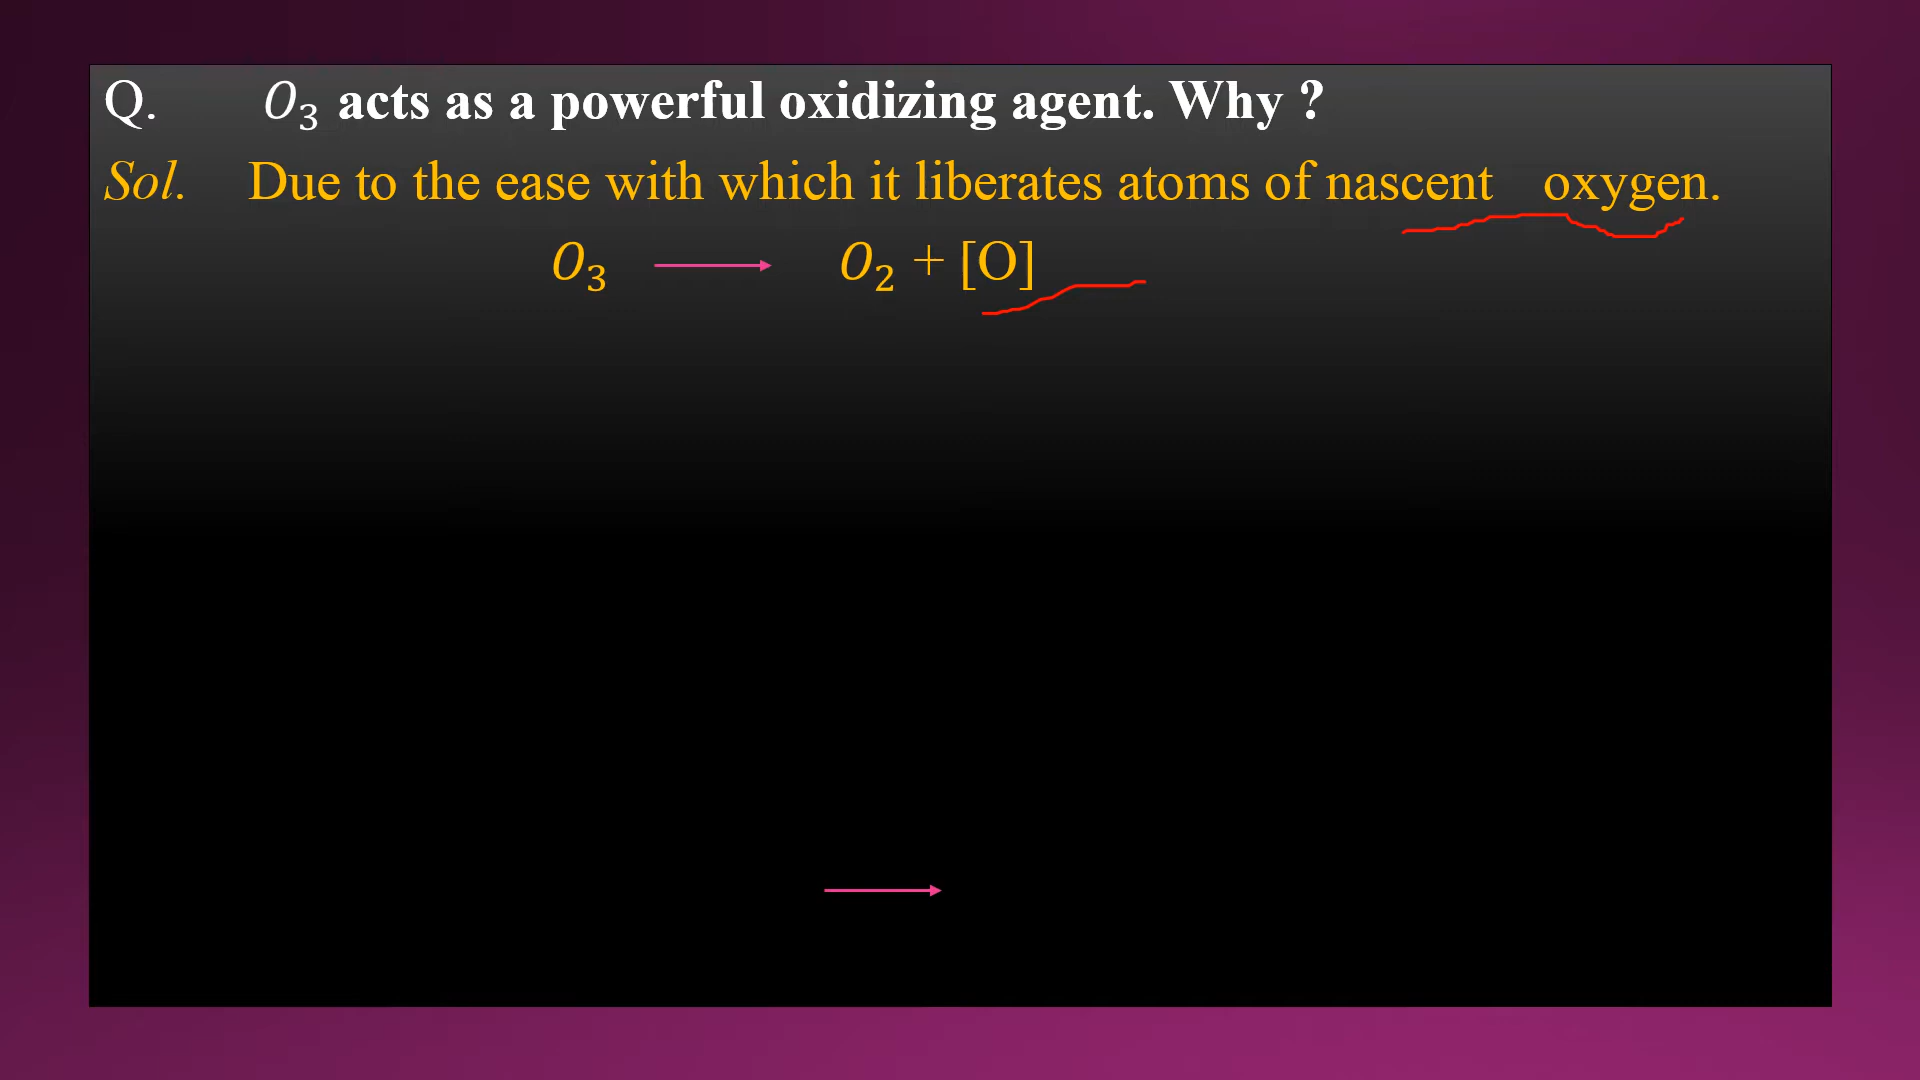 Q. O₃ acts as a powerful oxidizing agent. Why ?
Sol. Due to the ease with which it liberates atoms of nascent oxygen.
O₃ ⟶ O₂ + [O]
⟶